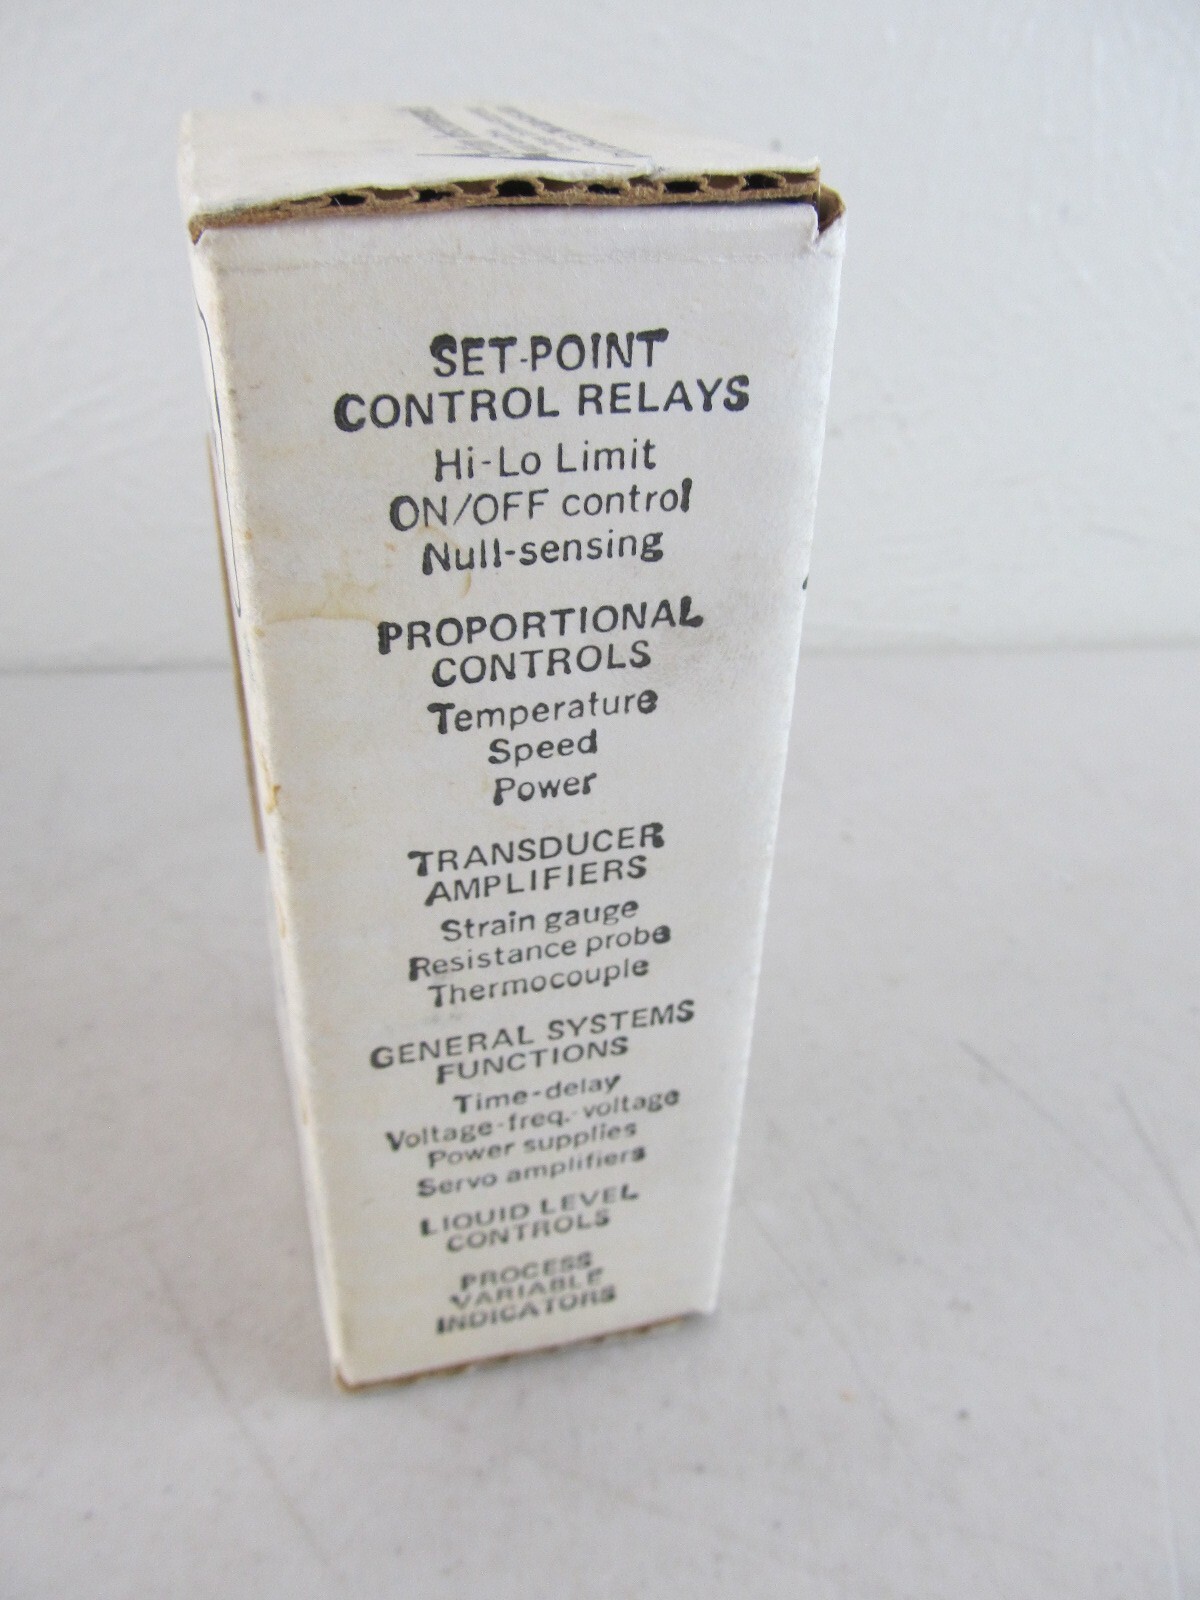 SET-POINT
CONTROL RELAYS
Hi-Lo Limit
ON/OFF control
Null-sensing
PROPORTIONAL
CONTROLS
Temperature
Speed
Power
TRANSDUCER
AMPLIFIERS
Strain gauge
Resistance probe
Thermocouple
GENERAL SYSTEMS
FUNCTIONS
Time-delay
Voltage-freq.-voltage
Power supplies
Servo amplifiers
LIQUID LEVEL
CONTROLS
PROCESS
VARIABLE
INDICATORS